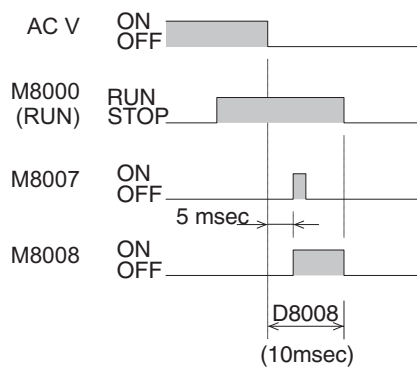 AC V ON
OFF
M8000 RUN
(RUN) STOP
M8007 ON
OFF
5 msec
M8008 ON
OFF
D8008
(10msec)